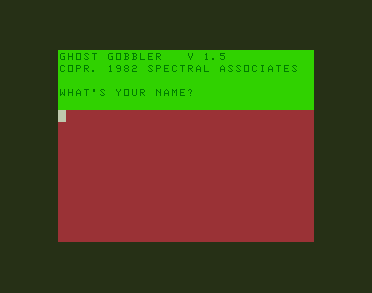 GHOST GOBBLER   V 1.5
COPR. 1982 SPECTRAL ASSOCIATES
WHAT'S YOUR NAME?